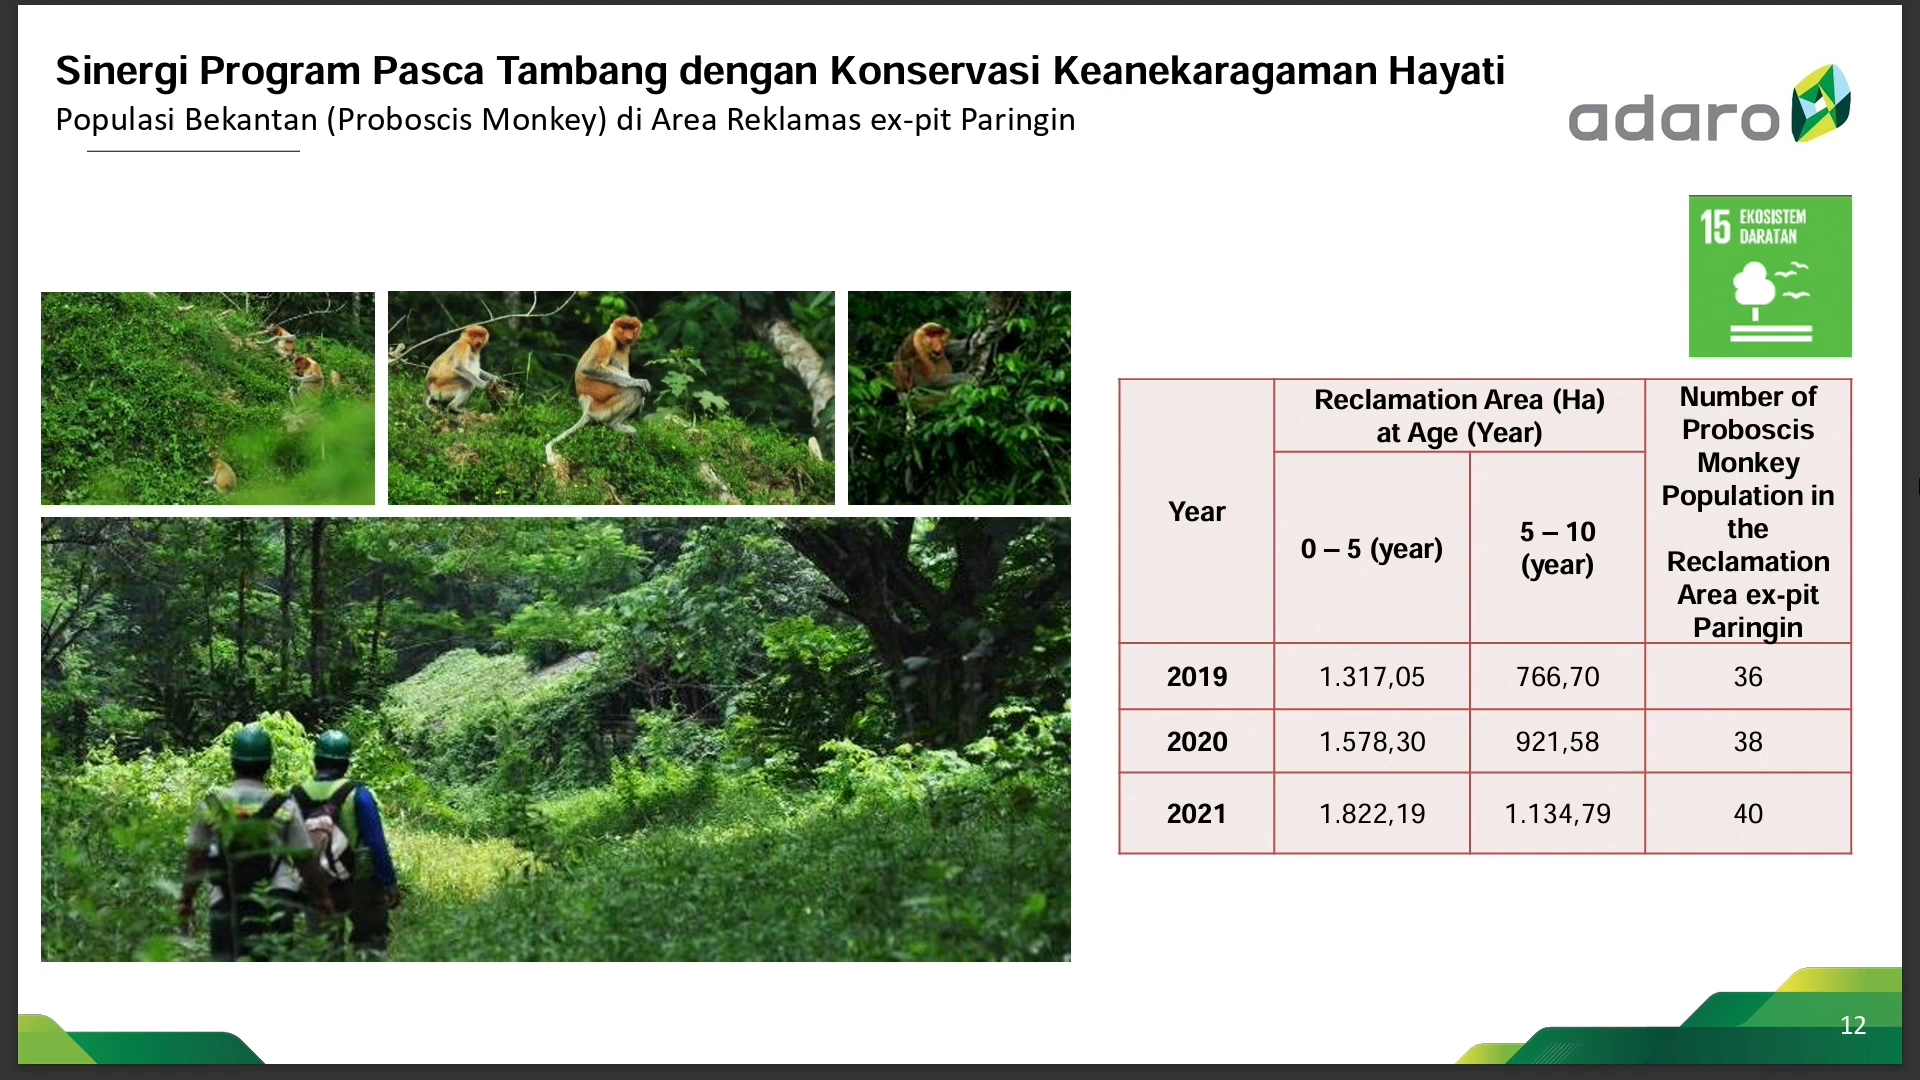 Sinergi Program Pasca Tambang dengan Konservasi Keanekaragaman Hayati
Populasi Bekantan (Proboscis Monkey) di Area Reklamas ex-pit Paringin
adaro
15 EKOSISTEM
DARATAN
Year
Reclamation Area (Ha)
at Age (Year)
0 – 5 (year)
5 – 10
(year)
Number of
Proboscis
Monkey
Population in
the
Reclamation
Area ex-pit
Paringin
2019 1.317,05 766,70 36
2020 1.578,30 921,58 38
2021 1.822,19 1.134,79 40
12